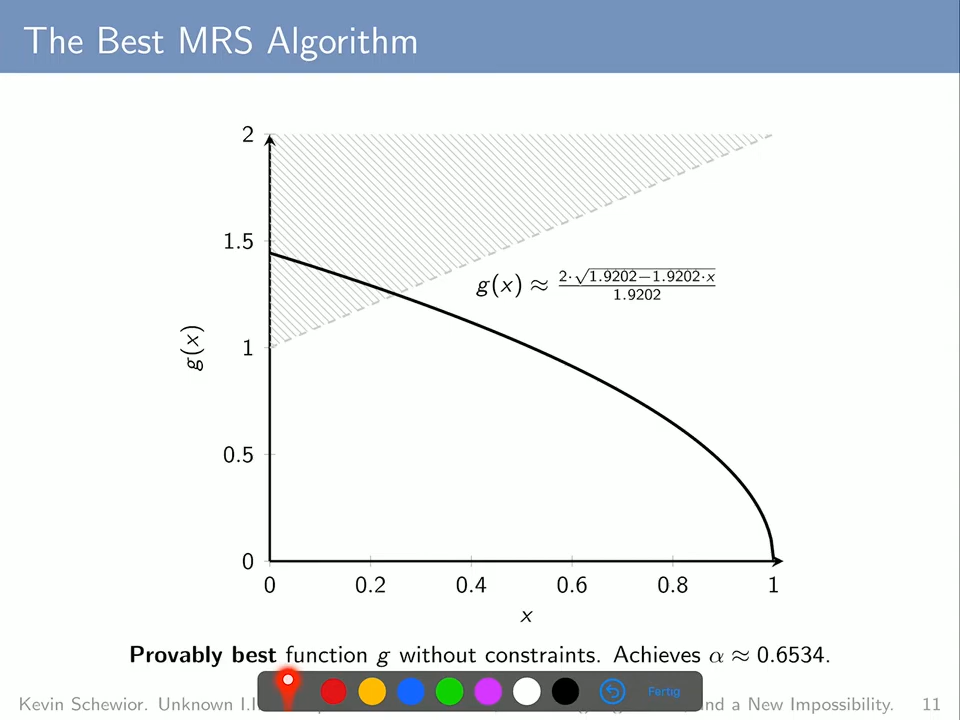 The Best MRS Algorithm
2
1.5
g(x) ≈ 2·√1.9202−1.9202·x / 1.9202
g(x)
1
0.5
0
0 0.2 0.4 0.6 0.8 1
x
Provably best function g without constraints. Achieves α ≈ 0.6534.
Fertig
Kevin Schewior. Unknown I.I and a New Impossibility. 11